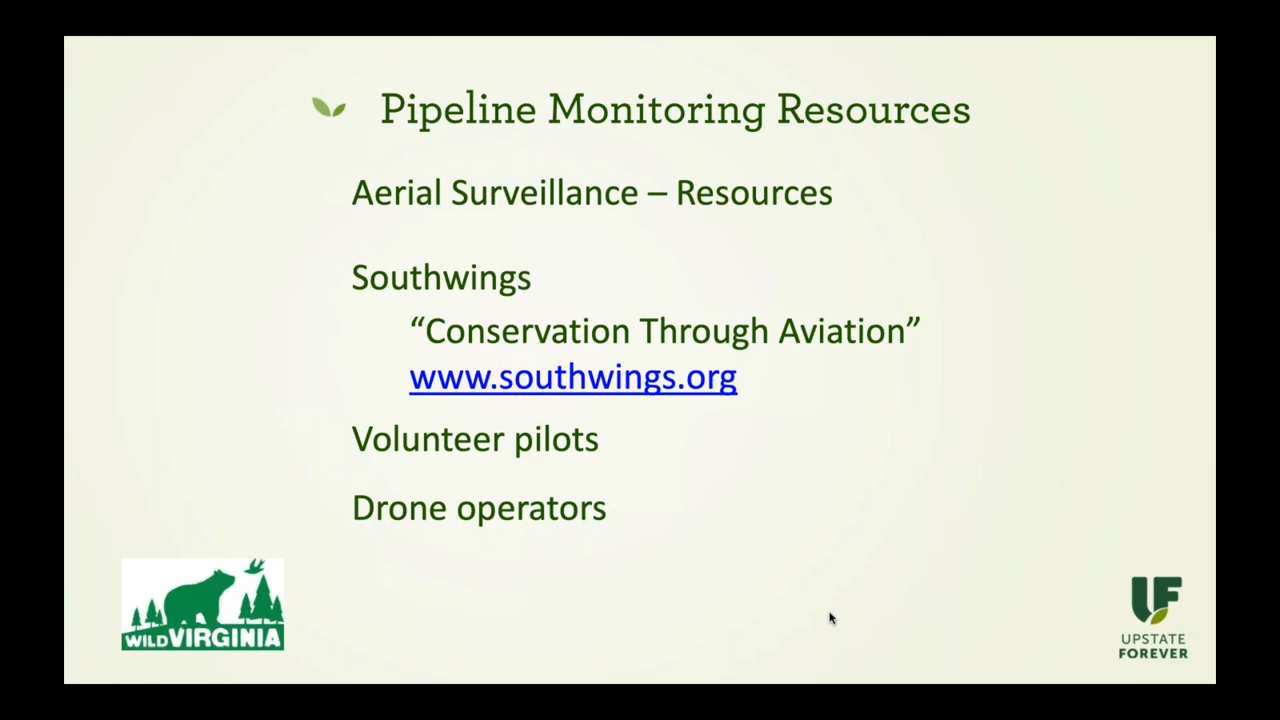 Pipeline Monitoring Resources
Aerial Surveillance – Resources
Southwings
“Conservation Through Aviation”
www.southwings.org
Volunteer pilots
Drone operators
WILD VIRGINIA
UF
UPSTATE
FOREVER